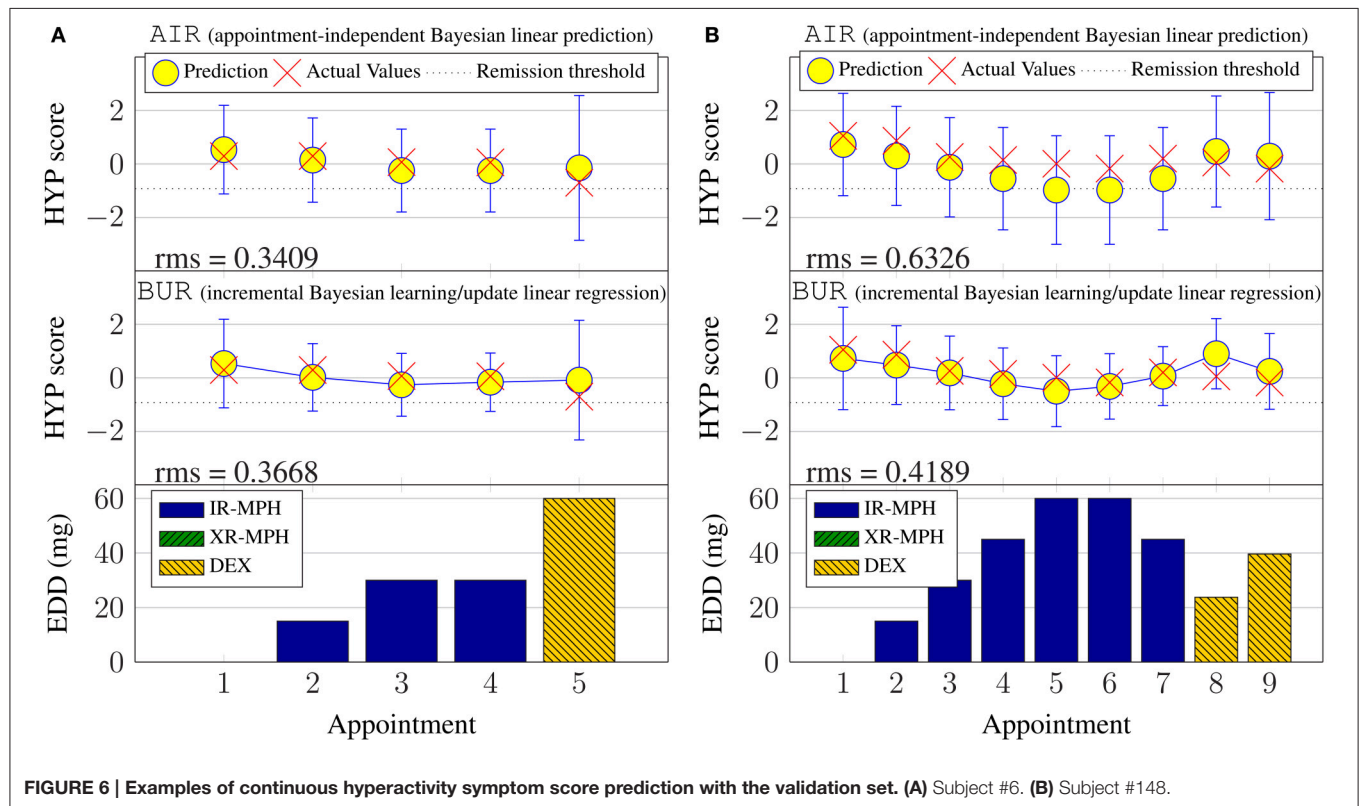 A
AIR (appointment-independent Bayesian linear prediction)
Prediction Actual Values Remission threshold
HYP score
2
0
−2
rms = 0.3409
BUR (incremental Bayesian learning/update linear regression)
HYP score
2
0
−2
rms = 0.3668
EDD (mg)
60
40
20
0
IR-MPH
XR-MPH
DEX
1 2 3 4 5
Appointment
B
AIR (appointment-independent Bayesian linear prediction)
Prediction Actual Values Remission threshold
HYP score
2
0
−2
rms = 0.6326
BUR (incremental Bayesian learning/update linear regression)
HYP score
2
0
−2
rms = 0.4189
EDD (mg)
60
40
20
0
IR-MPH
XR-MPH
DEX
1 2 3 4 5 6 7 8 9
Appointment
FIGURE 6 | Examples of continuous hyperactivity symptom score prediction with the validation set. (A) Subject #6. (B) Subject #148.